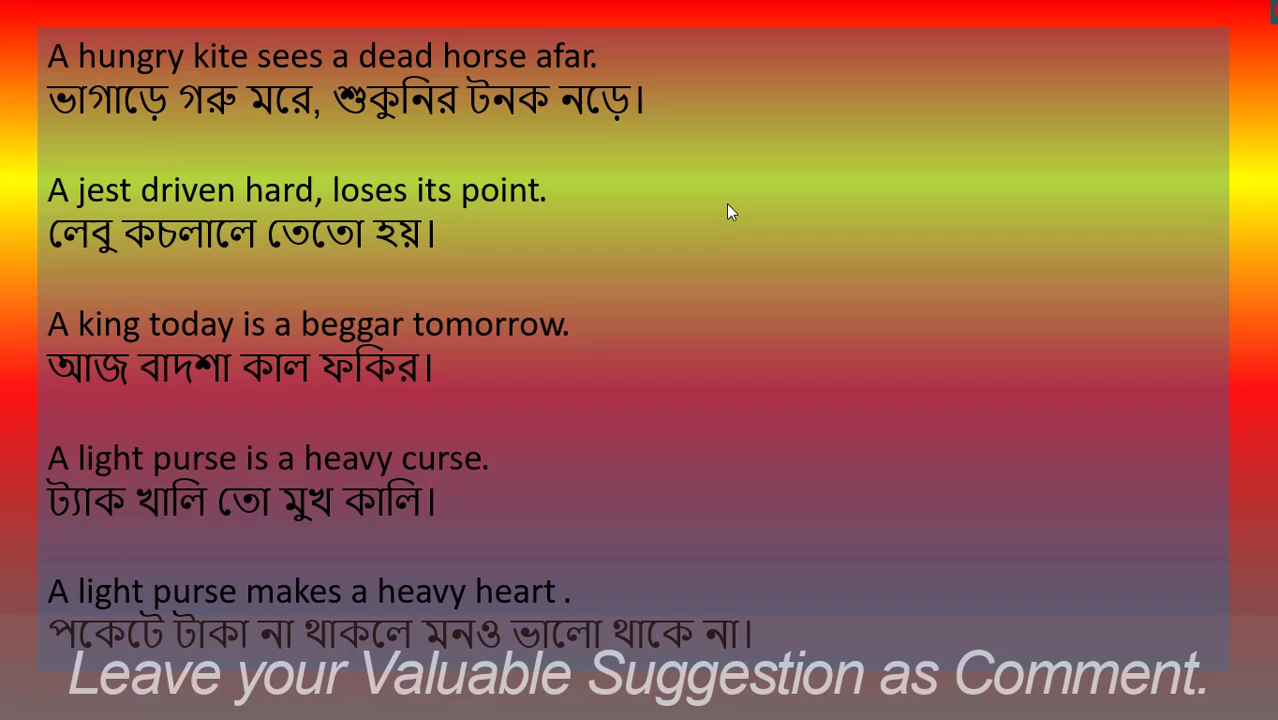 A hungry kite sees a dead horse afar.
ভাগাড়ে গরু মরে, শুকুনির টনক নড়ে।
A jest driven hard, loses its point.
লেবু কচলালে তেতো হয়।
A king today is a beggar tomorrow.
আজ বাদশা কাল ফকির।
A light purse is a heavy curse.
ট্যাক খালি তো মুখ কালি।
A light purse makes a heavy heart .
পকেটে টাকা না থাকলে মনও ভালো থাকে না।
Leave your Valuable Suggestion as Comment.